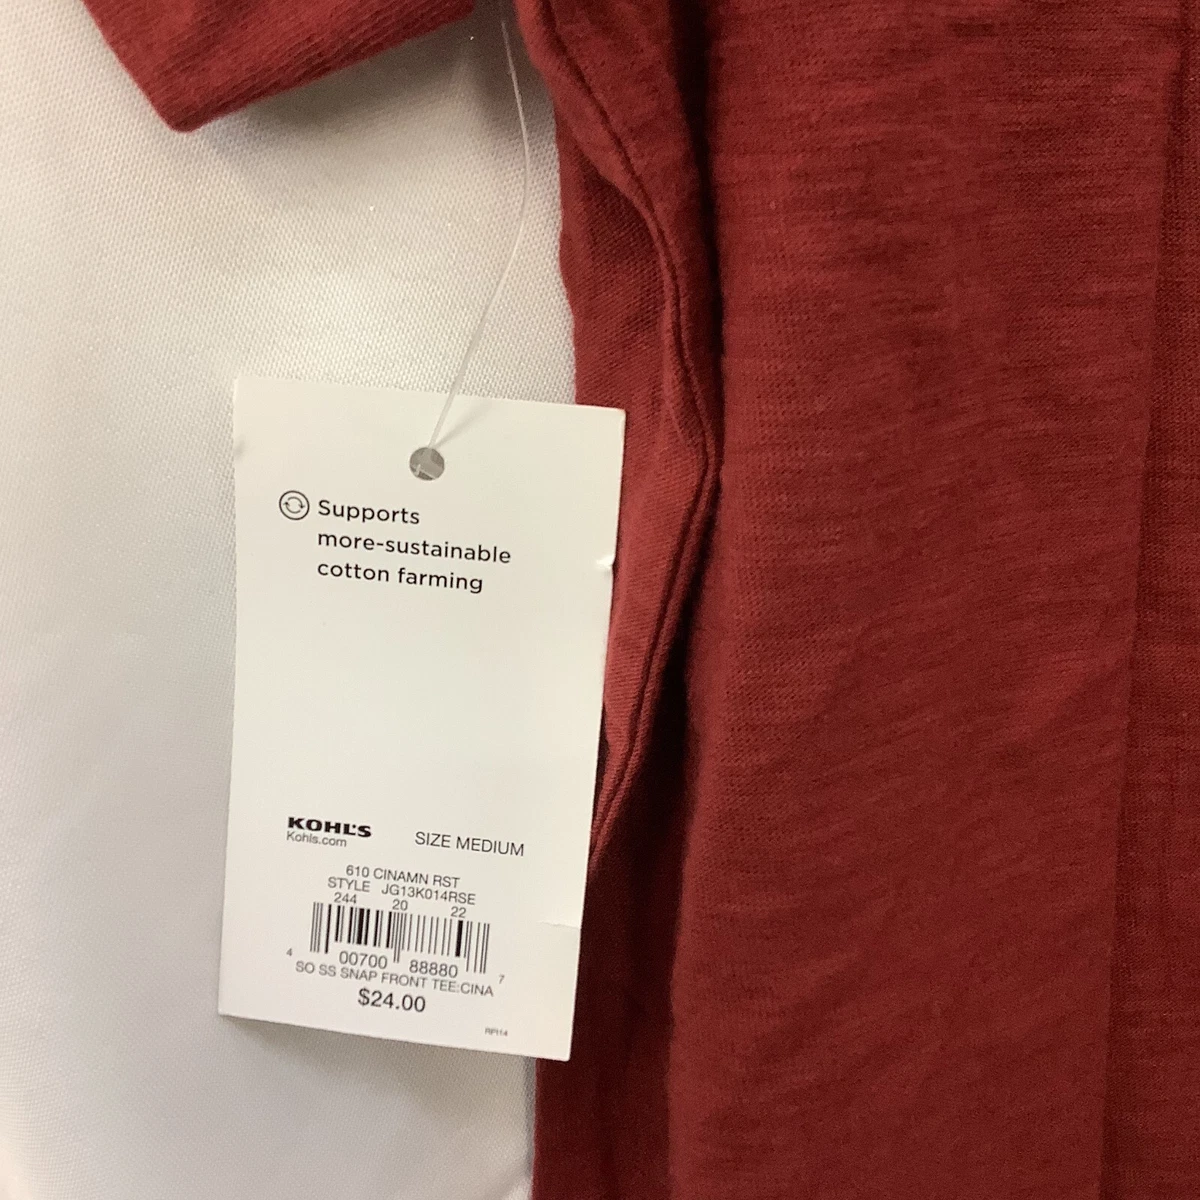 Supports
more-sustainable
cotton farming
KOHL'S
Kohls.com
SIZE MEDIUM
610 CINAMN RST
STYLE JG13K014RSE
244 20 22
4 00700 88880 7
SO SS SNAP FRONT TEE:CINA
$24.00
RPI14